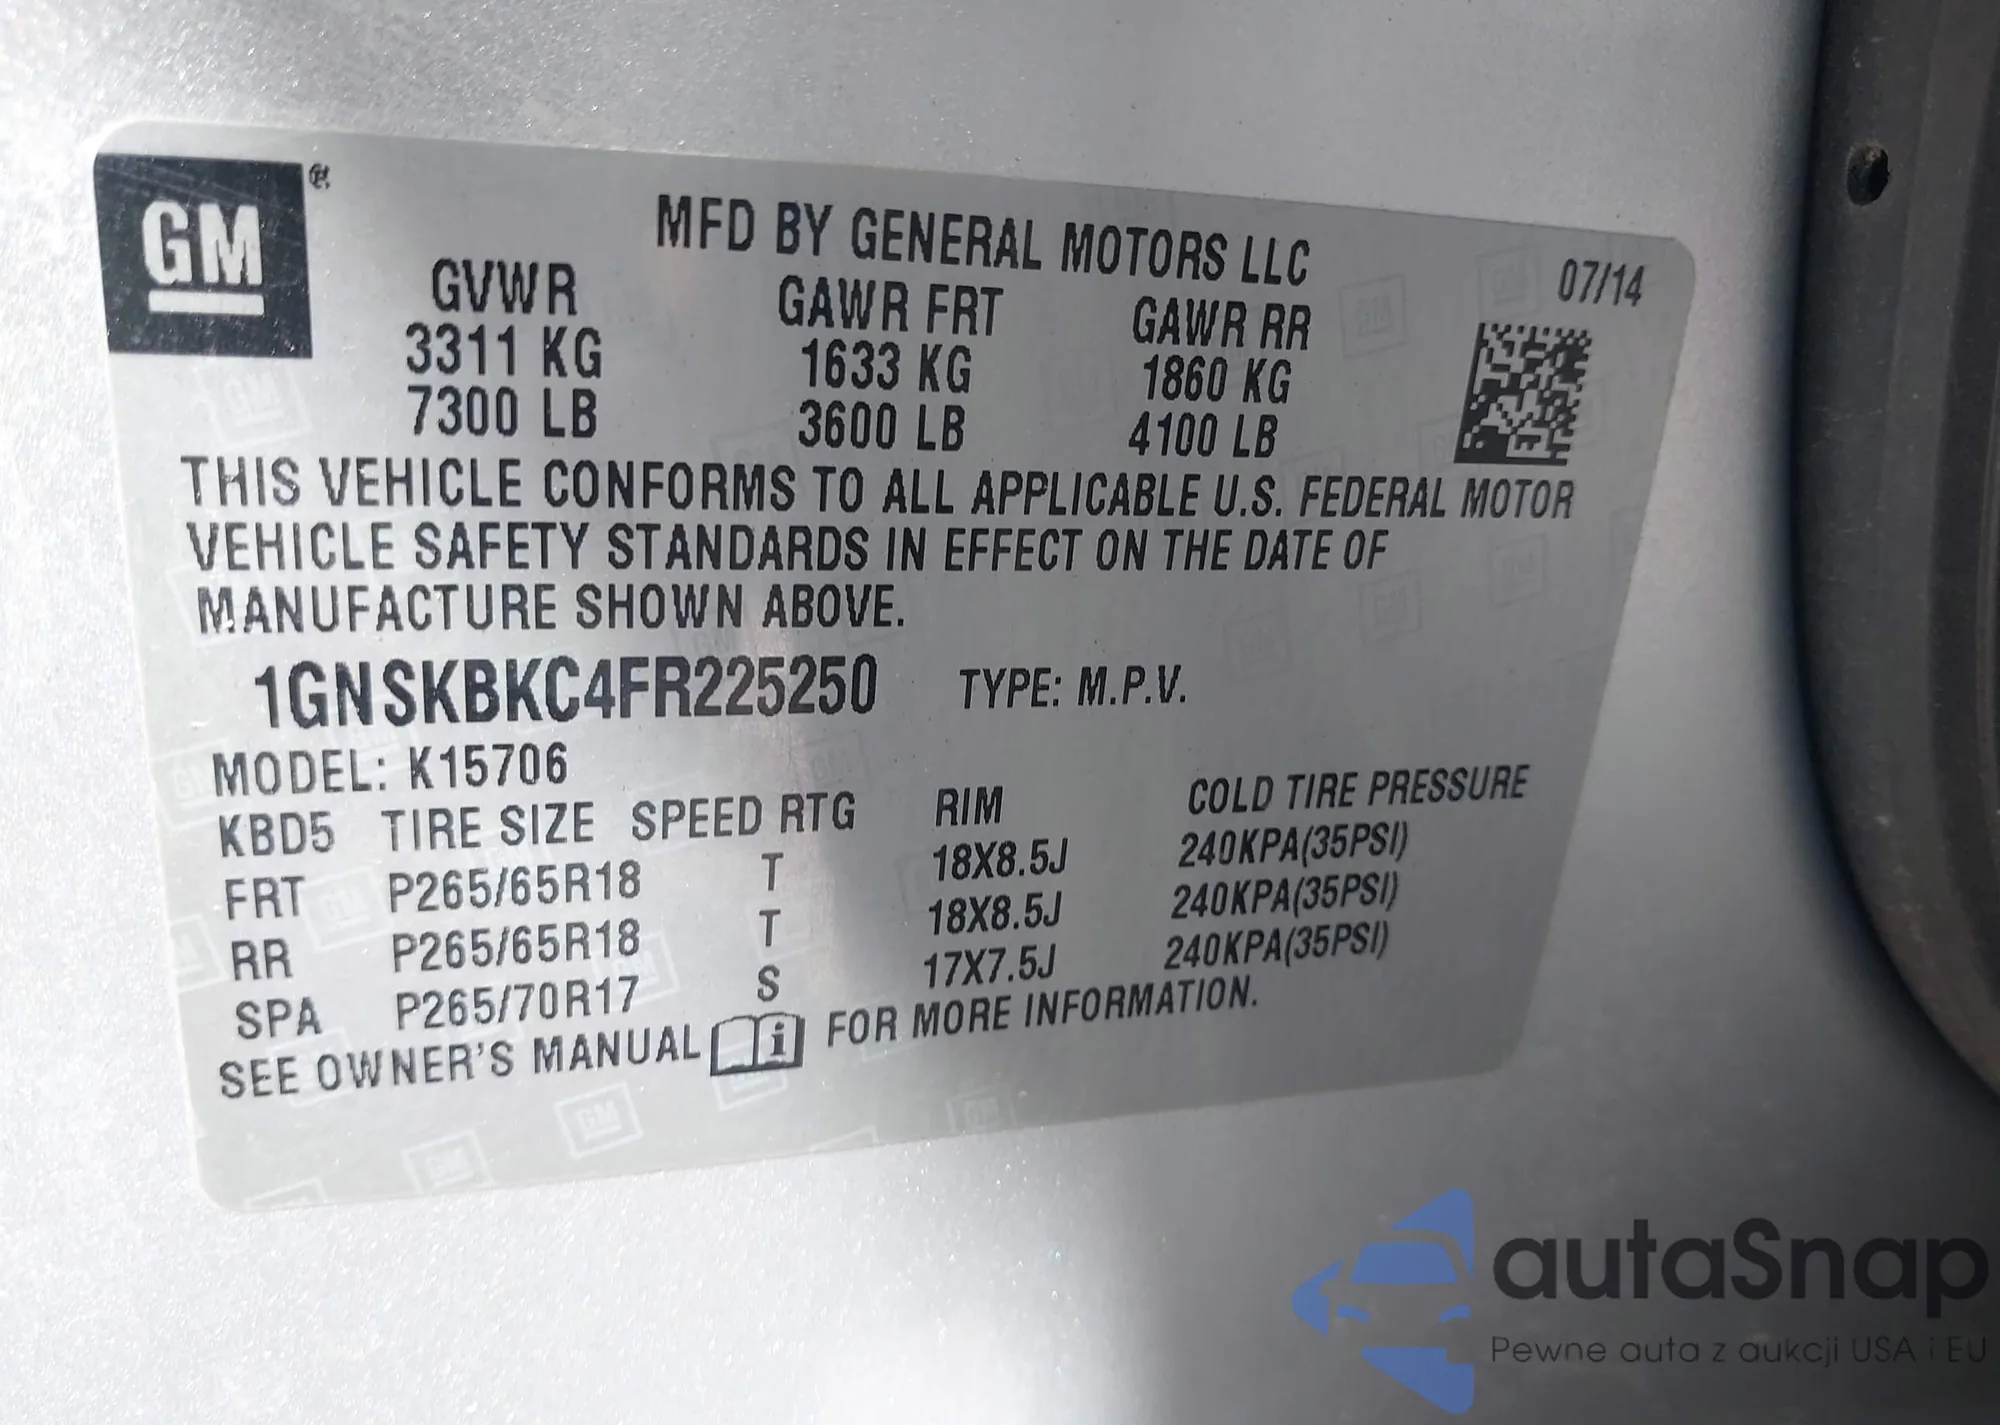 GM®
MFD BY GENERAL MOTORS LLC
07/14
GVWR GAWR FRT GAWR RR
3311 KG 1633 KG 1860 KG
7300 LB 3600 LB 4100 LB
THIS VEHICLE CONFORMS TO ALL APPLICABLE U.S. FEDERAL MOTOR
VEHICLE SAFETY STANDARDS IN EFFECT ON THE DATE OF
MANUFACTURE SHOWN ABOVE.
1GNSKBKC4FR225250 TYPE: M.P.V.
MODEL: K15706
KBD5 TIRE SIZE SPEED RTG RIM COLD TIRE PRESSURE
FRT P265/65R18 T 18X8.5J 240KPA(35PSI)
RR P265/65R18 T 18X8.5J 240KPA(35PSI)
SPA P265/70R17 S 17X7.5J 240KPA(35PSI)
SEE OWNER'S MANUAL i FOR MORE INFORMATION.
autaSnap
Pewne auta z aukcji USA i EU